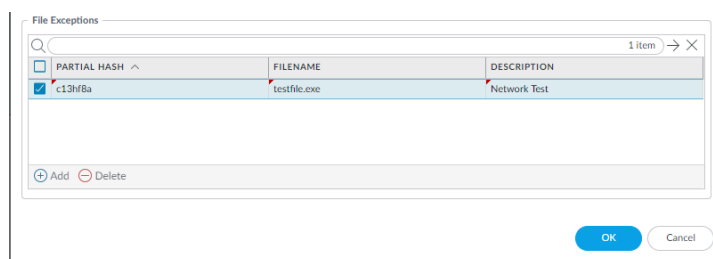 File Exceptions
1 item
PARTIAL HASH FILENAME DESCRIPTION
c13hf8a testfile.exe Network Test
Add Delete
OK Cancel